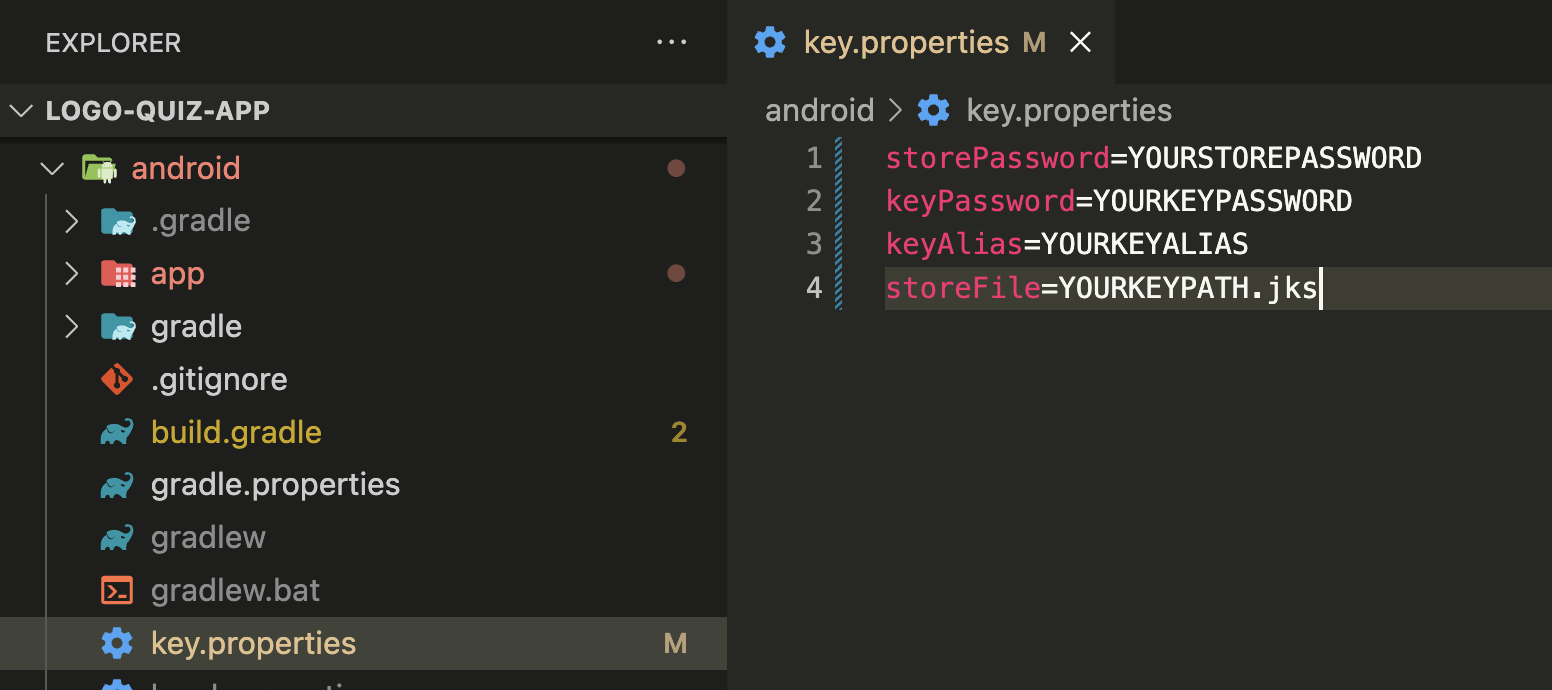 EXPLORER
LOGO-QUIZ-APP
android
.gradle
app
gradle
.gitignore
build.gradle 2
gradle.properties
gradlew
gradlew.bat
key.properties M
key.properties M
android > key.properties
1 storePassword=YOURSTOREPASSWORD
2 keyPassword=YOURKEYPASSWORD
3 keyAlias=YOURKEYALIAS
4 storeFile=YOURKEYPATH.jks